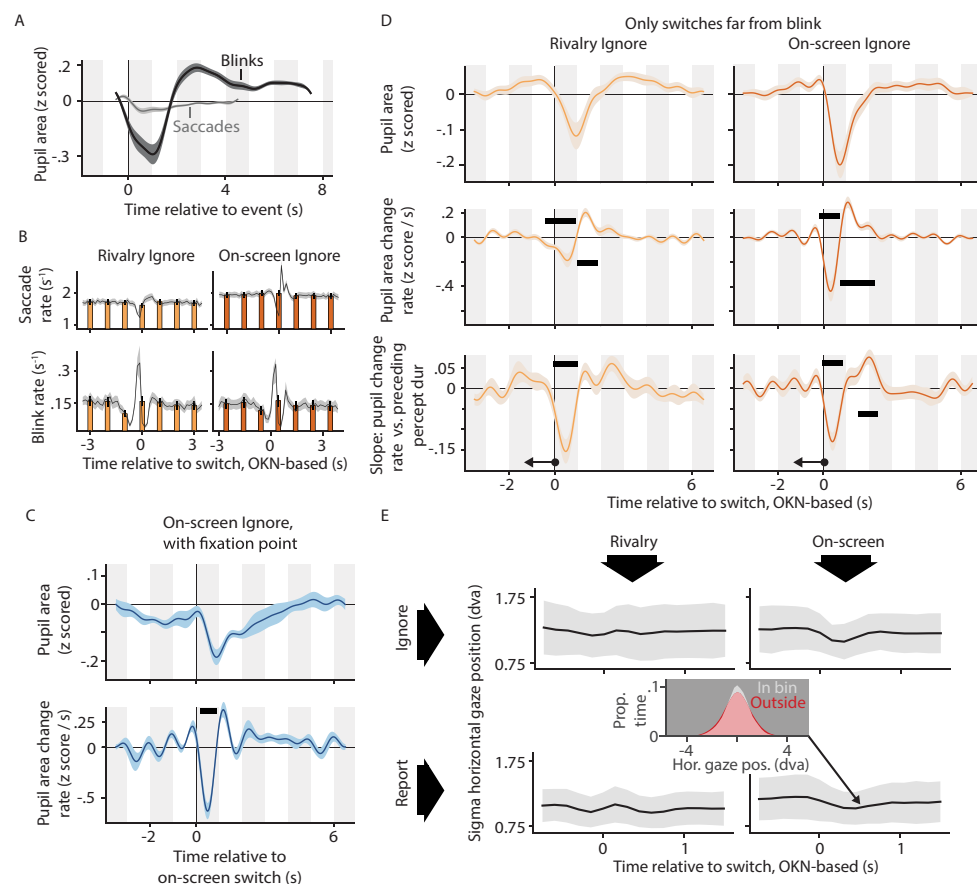 A
Pupil area (z scored)
.2
0
-.3
Blinks
Saccades
0
4
8
Time relative to event (s)
B
Rivalry Ignore
On-screen Ignore
Saccade
rate (s⁻¹)
2
1
Blink rate (s⁻¹)
.3
.15
-3
0
3
-3
0
3
Time relative to switch, OKN-based (s)
C
On-screen Ignore,
with fixation point
Pupil area
(z scored)
.1
0
-.2
Pupil area change
rate (z score / s)
.25
0
-.5
0
6
Time relative to
on-screen switch (s)
D
Only switches far from blink
Rivalry Ignore
On-screen Ignore
Pupil area
(z scored)
0
-.1
-.2
Pupil area change
rate (z score / s)
.2
0
-.4
Slope: pupil change
rate vs. preceding
percept dur
.05
0
-.15
-2
0
2
6
-2
0
2
6
Time relative to switch, OKN-based (s)
E
Rivalry
On-screen
Ignore
Report
Sigma horizontal gaze position (dva)
1.75
0.75
Prop.
time
.1
0
In bin
Outside
-4
4
Hor. gaze pos. (dva)
1.75
0.75
0
1
0
1
Time relative to switch, OKN-based (s)